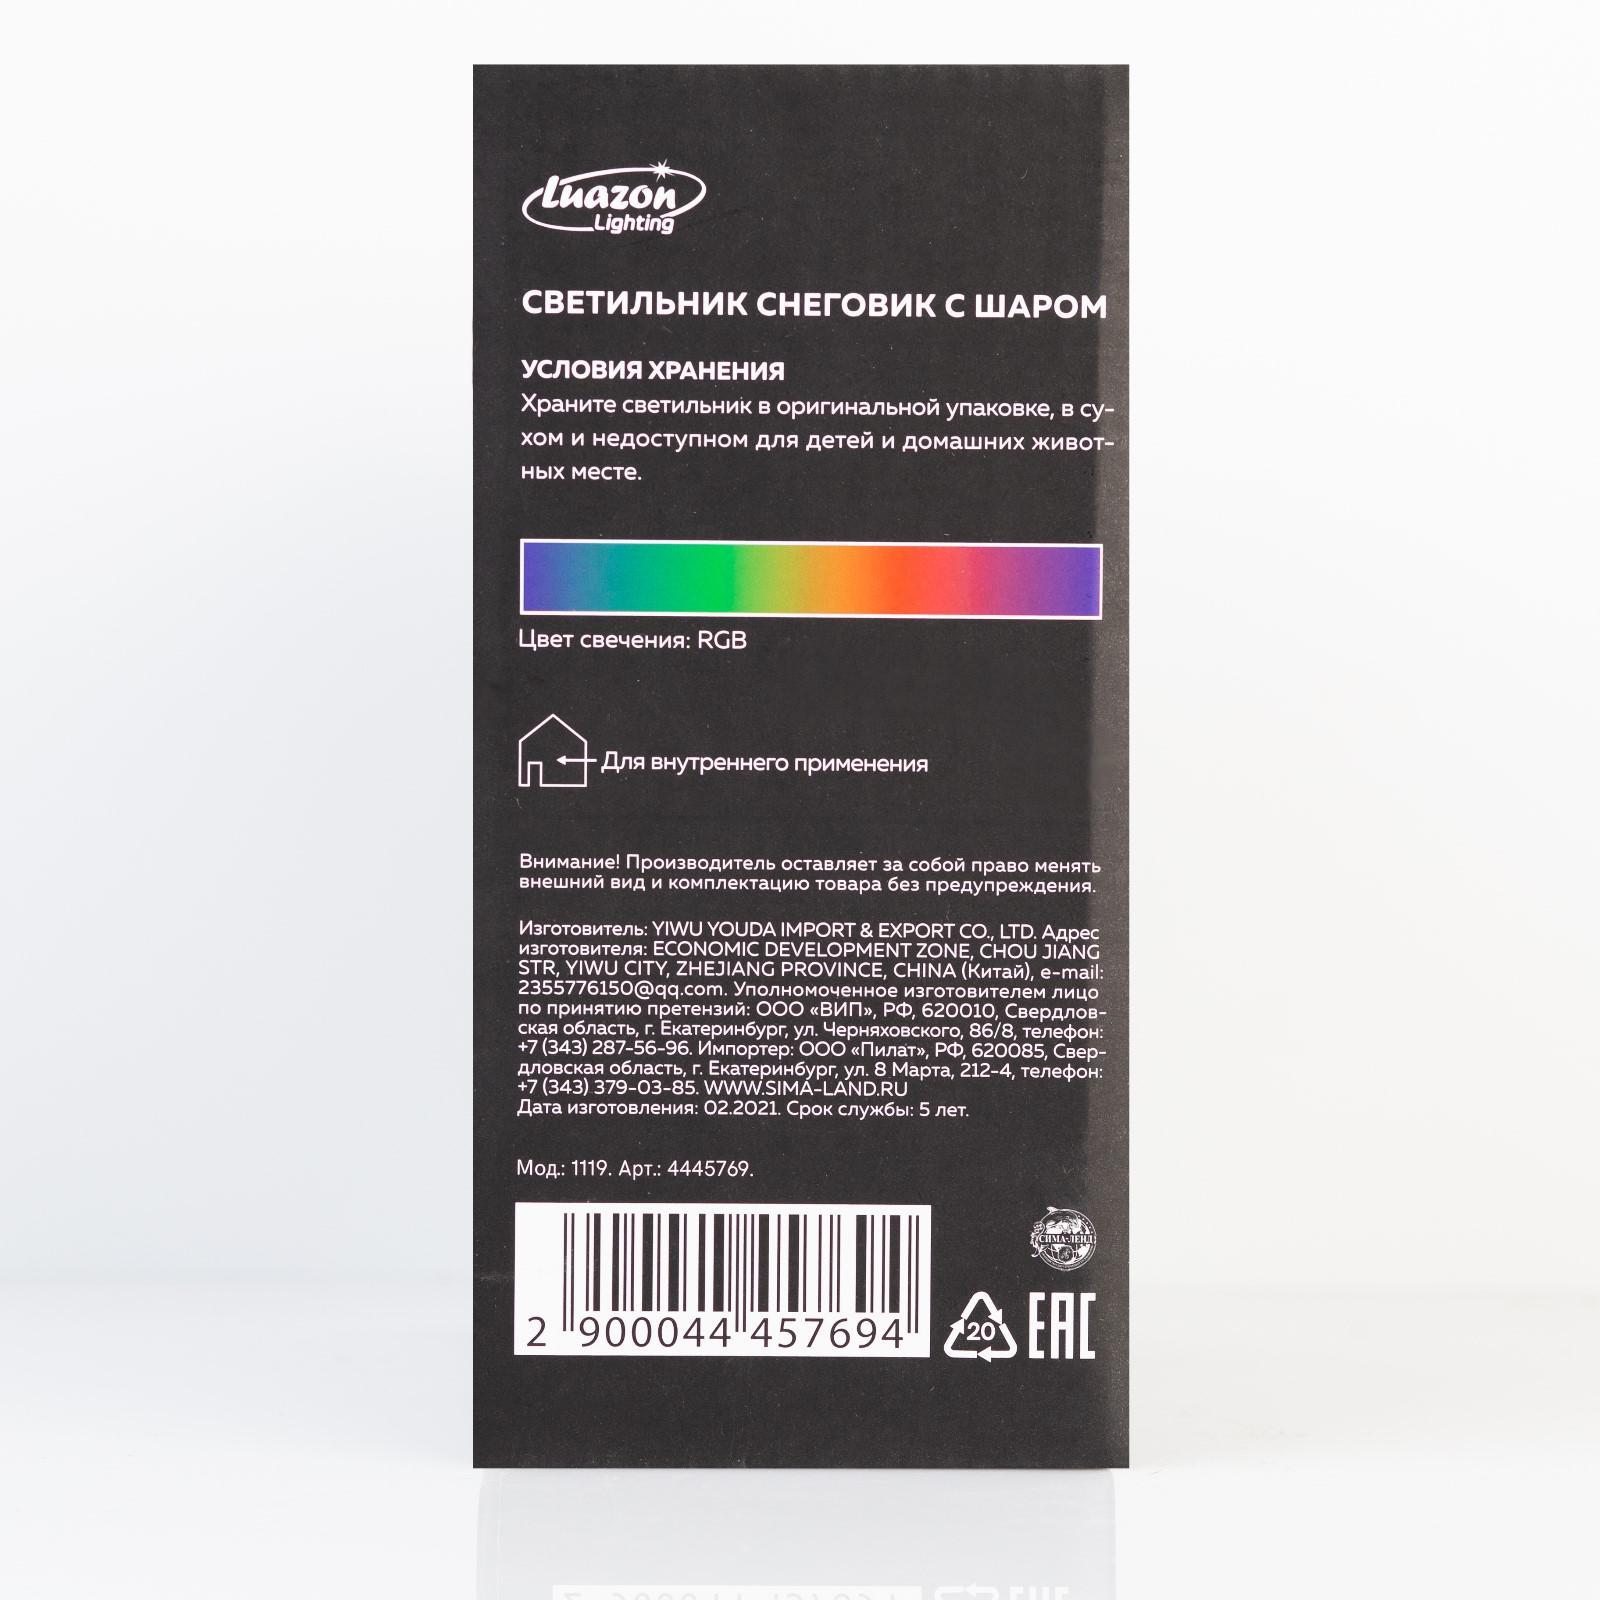 Luazon
Lighting
СВЕТИЛЬНИК СНЕГОВИК С ШАРОМ
УСЛОВИЯ ХРАНЕНИЯ
Храните светильник в оригинальной упаковке, в су-
хом и недоступном для детей и домашних живот-
ных месте.
Цвет свечения: RGB
Для внутреннего применения
Внимание! Производитель оставляет за собой право менять
внешний вид и комплектацию товара без предупреждения.
Изготовитель: YIWU YOUDA IMPORT & EXPORT CO., LTD. Адрес
изготовителя: ECONOMIC DEVELOPMENT ZONE, CHOU JIANG
STR, YIWU CITY, ZHEJIANG PROVINCE, CHINA (Китай), e-mail:
2355776150@qq.com. Уполномоченное изготовителем лицо
по принятию претензий: ООО «ВИП», РФ, 620010, Свердлов-
ская область, г. Екатеринбург, ул. Черняховского, 86/8, телефон:
+7 (343) 287-56-96. Импортер: ООО «Пилат», РФ, 620085, Свер-
дловская область, г. Екатеринбург, ул. 8 Марта, 212-4, телефон:
+7 (343) 379-03-85. WWW.SIMA-LAND.RU
Дата изготовления: 02.2021. Срок службы: 5 лет.
Мод.: 1119. Арт.: 4445769.
СИМА-ЛЕНД
2 900044 457694
20
EAC